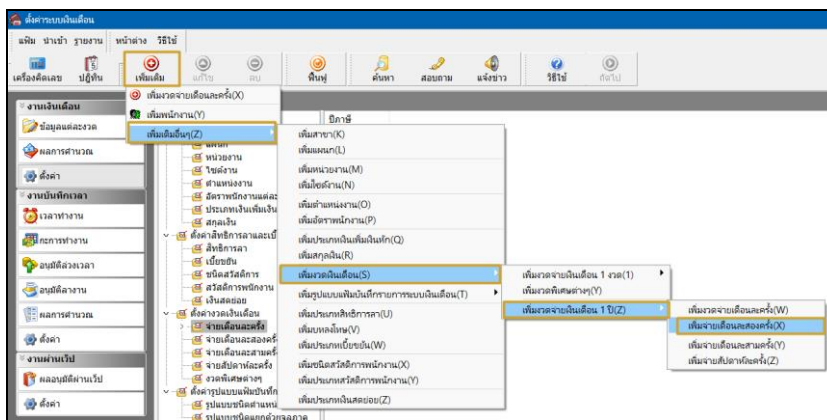 ตั้งค่าระบบเงินเดือน
แฟ้ม นำเข้า รายงาน หน้าต่าง วิธีใช้
เครื่องคิดเลข ปฏิทิน เพิ่มเติม แก้ไข ลบ ฟื้นฟู ค้นหา สอบถาม แจ้งข่าว วิธีใช้ ถัดไป
เพิ่มงวดจ่ายเดือนละครั้ง(X)
เพิ่มพนักงาน(Y)
เพิ่มเติมอื่นๆ(Z)
งานเงินเดือน
ข้อมูลแต่ละงวด
ผลการคำนวณ
ตั้งค่า
งานบันทึกเวลา
เวลาทำงาน
กะการทำงาน
อนุมัติล่วงเวลา
อนุมัติลางาน
ผลการคำนวณ
ตั้งค่า
งานผ่านเว็ป
ผลอนุมัติผ่านเว็ป
ตั้งค่า
ปีภาษี
แผนก
หน่วยงาน
ไซต์งาน
ตำแหน่งงาน
อัตราพนักงานแต่ละ
ประเภทเงินเพิ่มเงิน
สกุลเงิน
ตั้งค่าสิทธิการลาและเบี้
สิทธิการลา
เบี้ยขยัน
ชนิดสวัสดิการ
สวัสดิการพนักงาน
เงินสดย่อย
ตั้งค่างวดเงินเดือน
จ่ายเดือนละครั้ง
จ่ายเดือนละสองครั้
จ่ายเดือนละสามครั้
จ่ายสัปดาห์ละครั้ง
งวดพิเศษต่างๆ
ตั้งค่ารูปแบบแฟ้มบันทึก
รูปแบบชนิดตำแหน่
รูปแบบชนิดแยกด้วยจุลภาค
เพิ่มสาขา(K)
เพิ่มแผนก(L)
เพิ่มหน่วยงาน(M)
เพิ่มไซต์งาน(N)
เพิ่มตำแหน่งงาน(O)
เพิ่มอัตราพนักงาน(P)
เพิ่มประเภทเงินเพิ่มเงินหัก(Q)
เพิ่มสกุลเงิน(R)
เพิ่มงวดเงินเดือน(S)
เพิ่มรูปแบบแฟ้มบันทึกรายการระบบเงินเดือน(T)
เพิ่มประเภทสิทธิการลา(U)
เพิ่มบทลงโทษ(V)
เพิ่มประเภทเบี้ยขยัน(W)
เพิ่มชนิดสวัสดิการพนักงาน(X)
เพิ่มประเภทสวัสดิการพนักงาน(Y)
เพิ่มประเภทเงินสดย่อย(Z)
เพิ่มงวดจ่ายเงินเดือน 1 งวด(1)
เพิ่มงวดพิเศษต่างๆ(Y)
เพิ่มงวดจ่ายเงินเดือน 1 ปี(Z)
เพิ่มงวดจ่ายเดือนละครั้ง(W)
เพิ่มจ่ายเดือนละสองครั้ง(X)
เพิ่มจ่ายเดือนละสามครั้ง(Y)
เพิ่มจ่ายสัปดาห์ละครั้ง(Z)